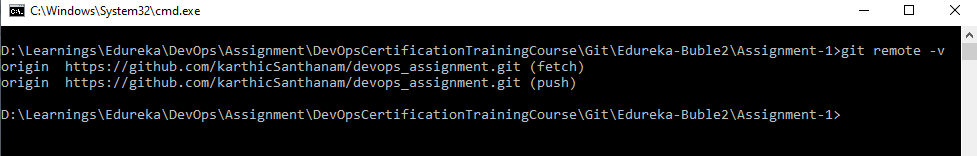 C:\Windows\System32\cmd.exe
D:\Learnings\Edureka\DevOps\Assignment\DevOpsCertificationTrainingCourse\Git\Edureka-Buble2\Assignment-1>git remote -v
origin  https://github.com/karthicSanthanam/devops_assignment.git (fetch)
origin  https://github.com/karthicSanthanam/devops_assignment.git (push)
D:\Learnings\Edureka\DevOps\Assignment\DevOpsCertificationTrainingCourse\Git\Edureka-Buble2\Assignment-1>